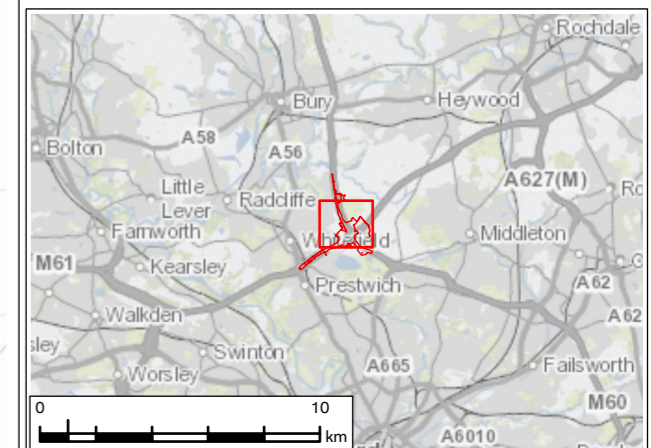 Rochdale
Bury
Heywood
A58
Bolton
A56
A627(M)
Little
Lever
Radcliffe
Farnworth
Middleton
M61
Kearsley
A62
Prestwich
Walkden
A62
Swinton
A665
Failsworth
Worsley
M60
0
10
km
A6010